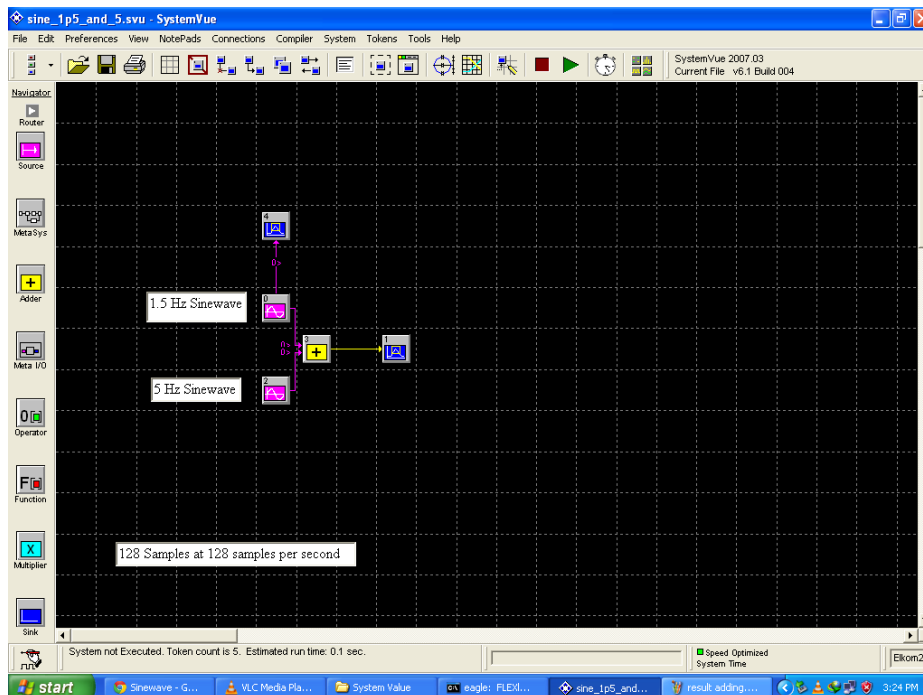 sine_1p5_and_5.svu - SystemVue
File Edit Preferences View NotePads Connections Compiler System Tokens Tools Help
SystemVue 2007.03
Current File v6.1 Build 004
Navigator
Router
Source
MetaSys
Adder
Meta I/O
Operator
Function
Multiplier
Sink
4
0>
1.5 Hz Sinewave
0
0>
0>
3
1
5 Hz Sinewave
2
128 Samples at 128 samples per second
System not Executed. Token count is 5. Estimated run time: 0.1 sec.
Speed Optimized
System Time
Elkom2
start
Sinewave - G...
VLC Media Pla...
System Value
eagle: FLEXl...
sine_1p5_and...
result adding....
3:24 PM